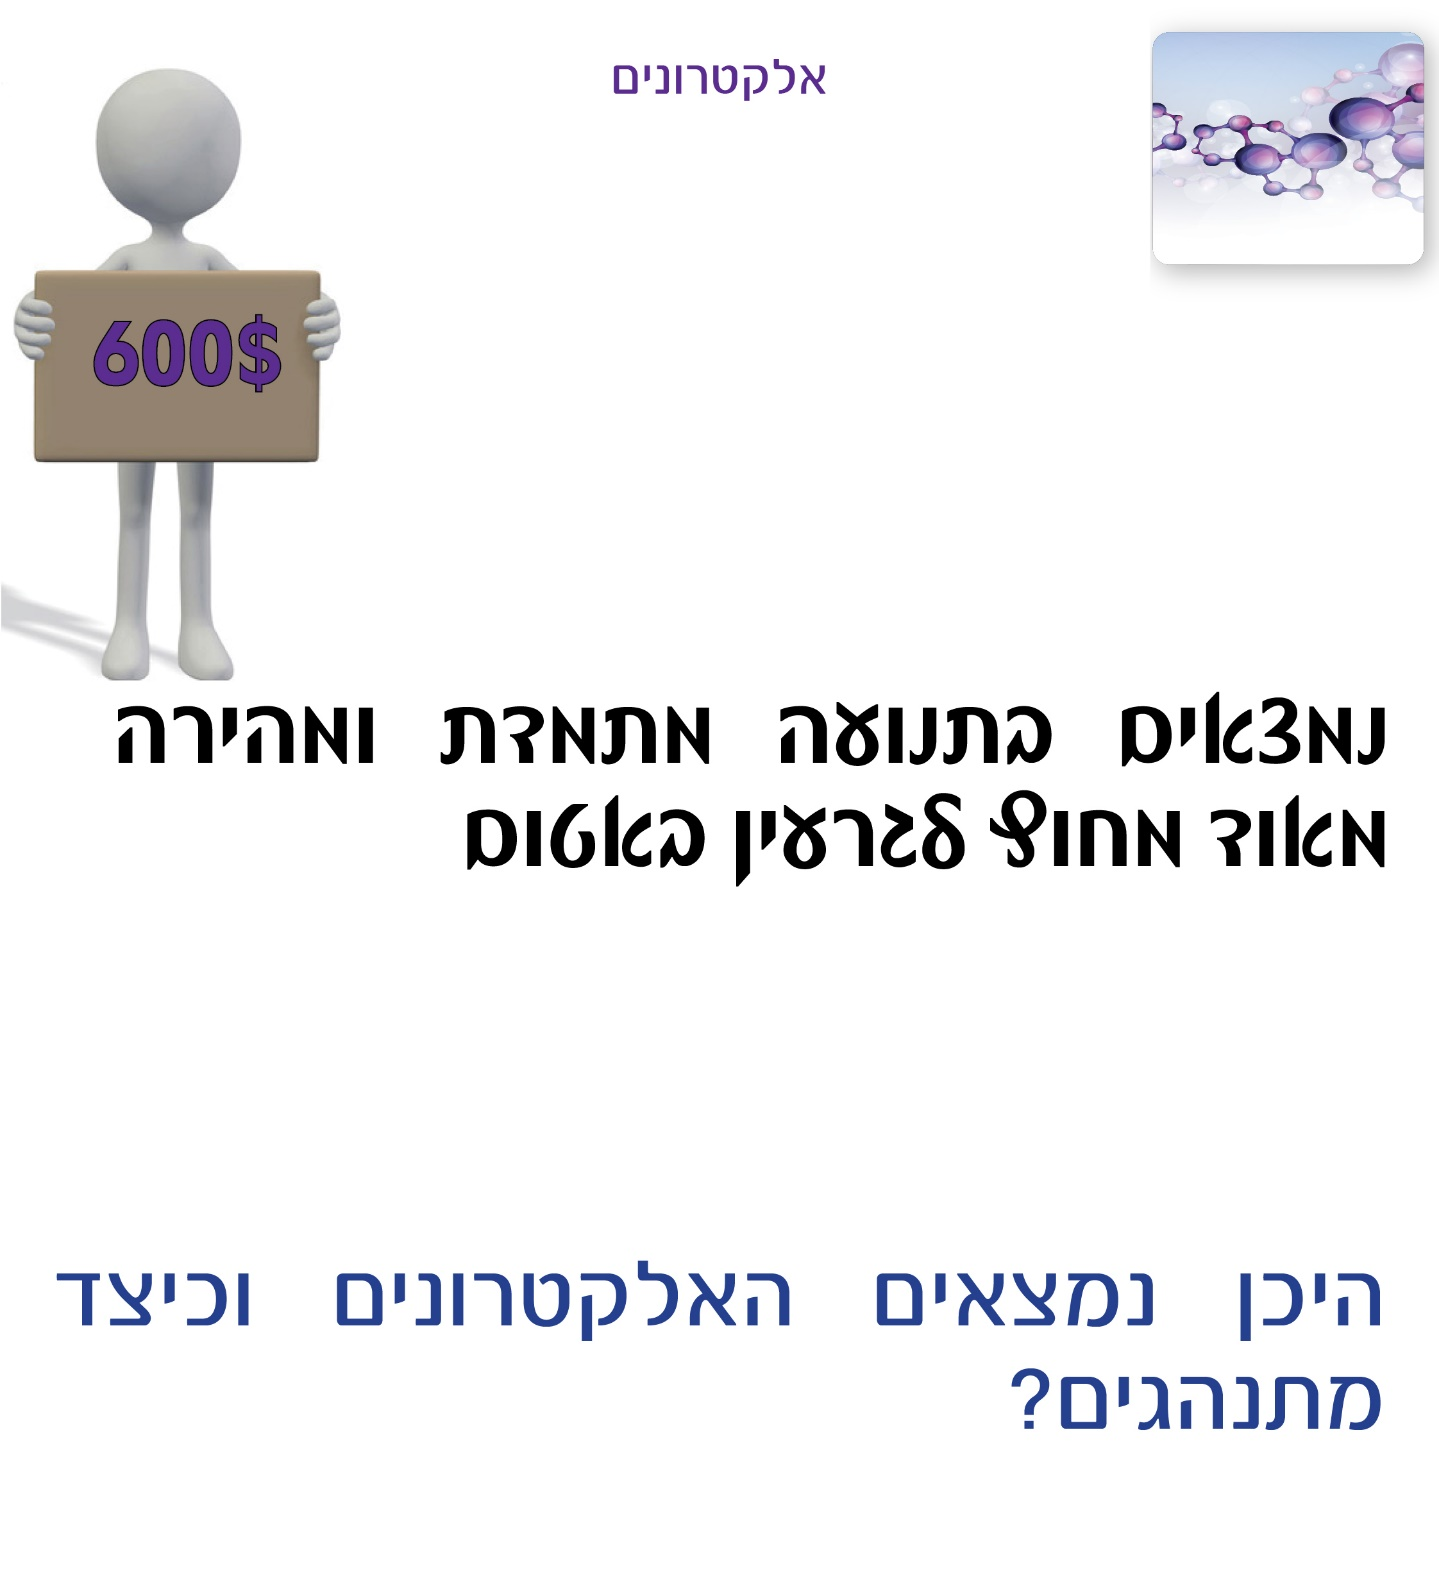 אלקטרונים
600$
נמצאים בתנועה מתמדת ומהירה
מאוד מחוץ לגרעין באטום
היכן נמצאים האלקטרונים וכיצד
מתנהגים?